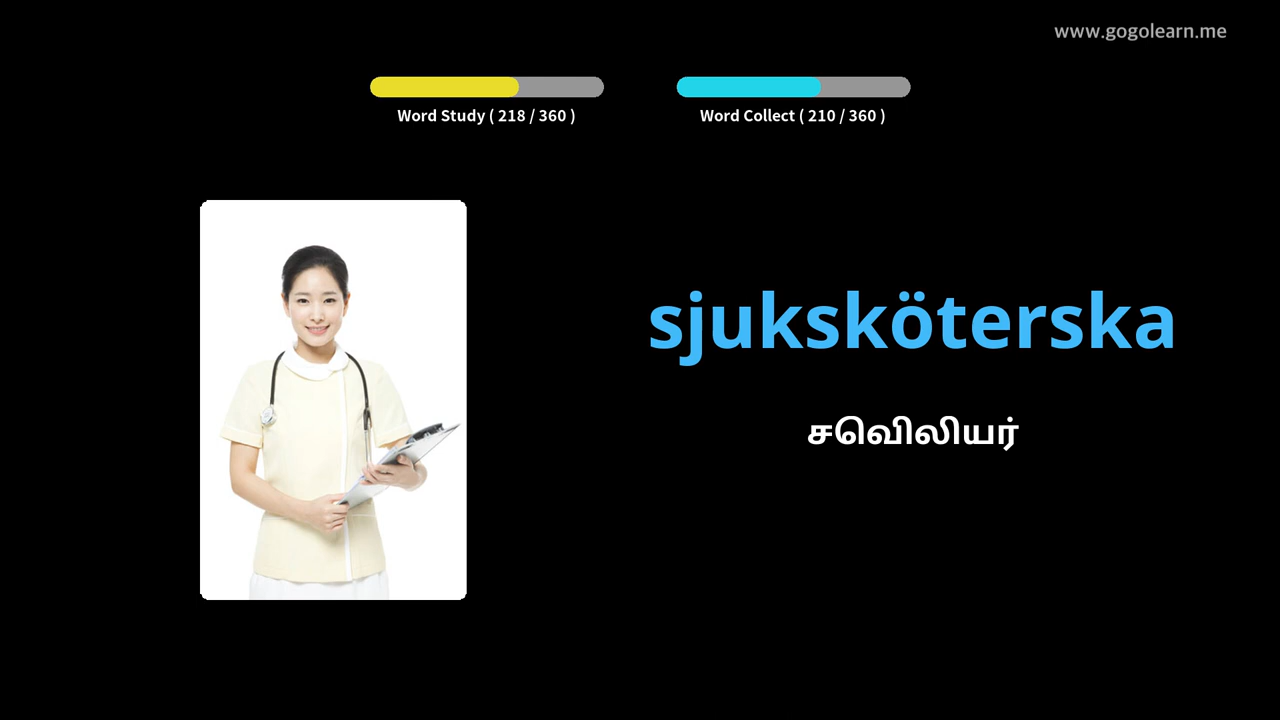 www.gogolearn.me
Word Study ( 218 / 360 )
Word Collect ( 210 / 360 )
sjuksköterska
சவெிலியர்